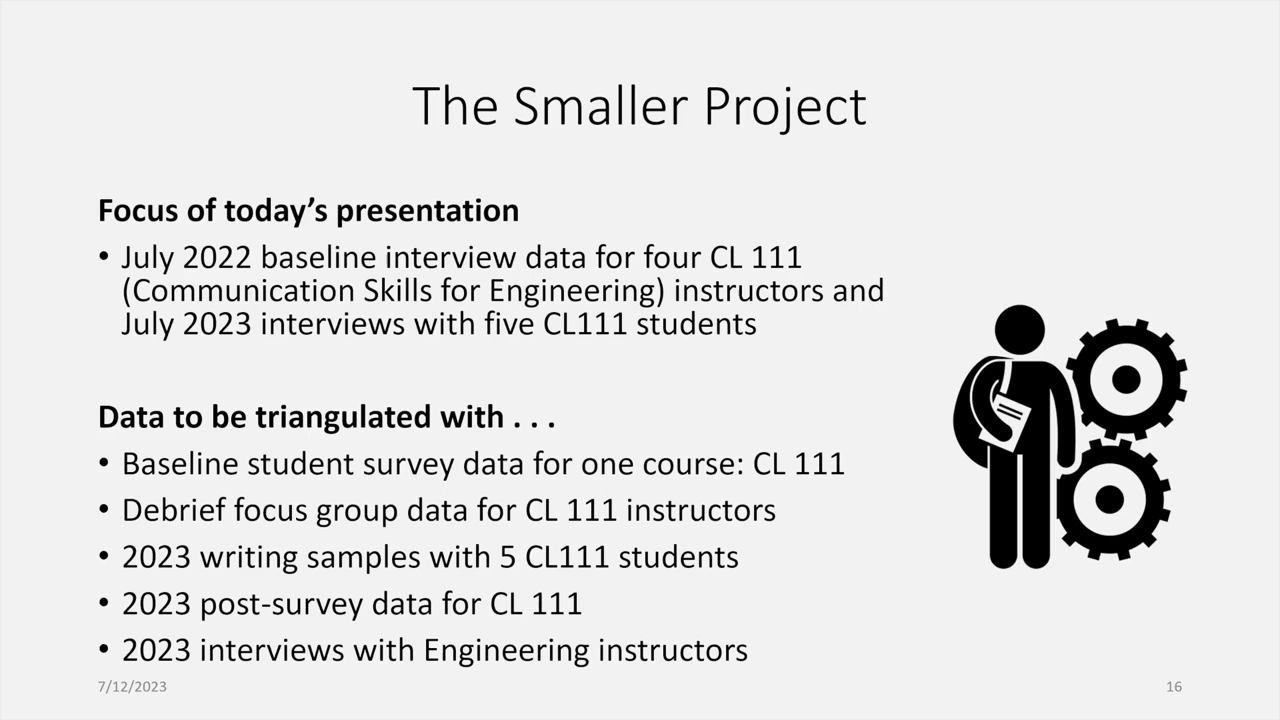 The Smaller Project
Focus of today’s presentation
• July 2022 baseline interview data for four CL 111
(Communication Skills for Engineering) instructors and
July 2023 interviews with five CL111 students
Data to be triangulated with . . .
• Baseline student survey data for one course: CL 111
• Debrief focus group data for CL 111 instructors
• 2023 writing samples with 5 CL111 students
• 2023 post-survey data for CL 111
• 2023 interviews with Engineering instructors
7/12/2023
16